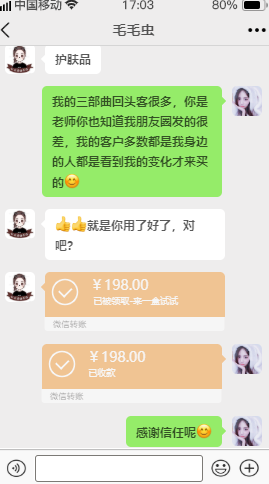 中国移动 17:03 80%
毛毛虫
护肤品
我的三部曲回头客很多，你是
老师你也知道我朋友圈发的很
差，我的客户多数都是我身边
的人都是看到我的变化才来买
的😊
👍👍就是你用了好了，对
吧?
￥198.00
已被领取-来一盒试试
微信转账
￥198.00
已收款
微信转账
感谢信任呢😊